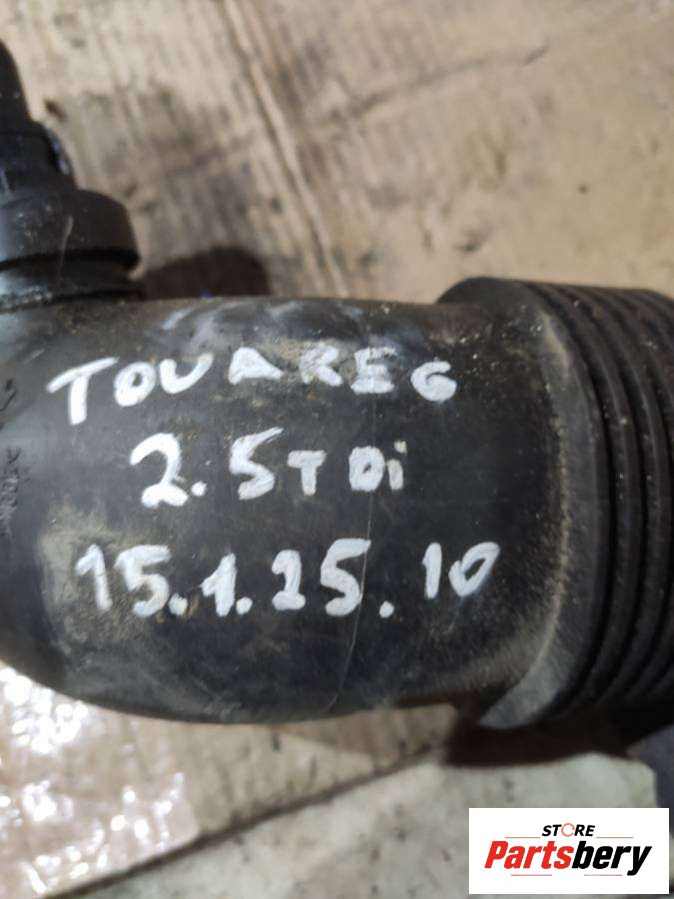 TOUAREG
2.5TDi
15.1.25.10
STORE
Partsbery